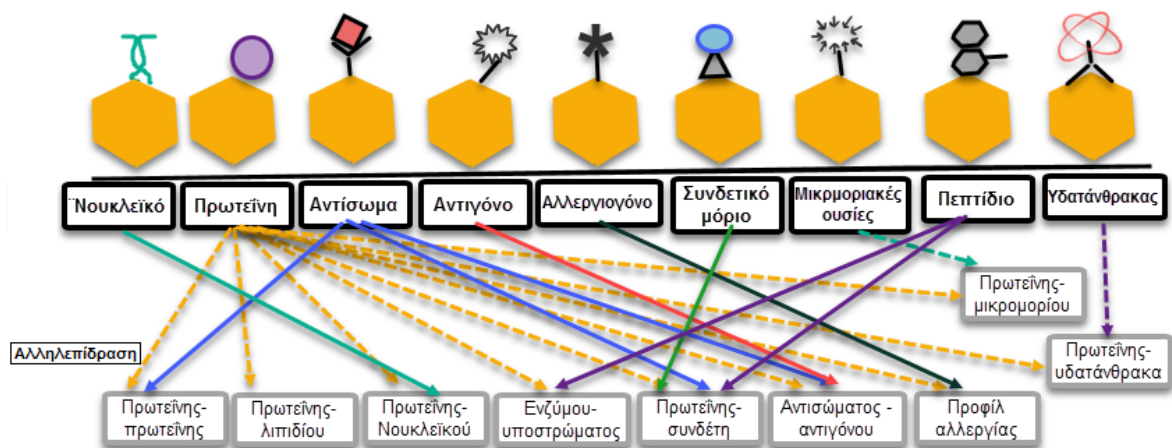 ¨Νουκλεϊκό
Πρωτεΐνη
Αντίσωμα
Αντιγόνο
Αλλεργιογόνο
Συνδετικό
μόριο
Μικρμοριακές
ουσίες
Πεπτίδιο
Υδατάνθρακας
Πρωτεΐνης-
μικρομορίου
Αλληλεπίδραση
Πρωτεΐνης-
υδατάνθρακα
Πρωτεΐνης-
πρωτεΐνης
Πρωτεΐνης-
λιπιδίου
Πρωτεΐνης-
Νουκλεϊκού
Ενζύμου-
υποστρώματος
Πρωτεΐνης-
συνδέτη
Αντισώματος -
αντιγόνου
Προφίλ
αλλεργίας